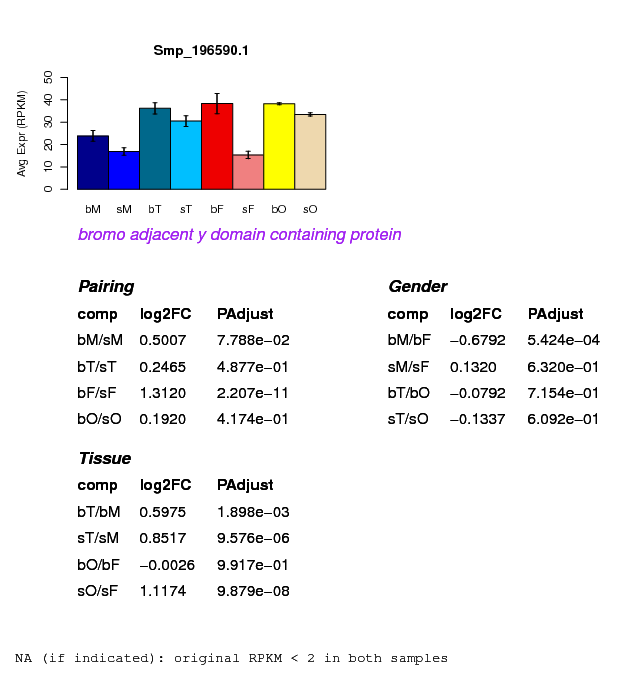 Smp_196590.1
Avg Expr (RPKM)
0 10 20 30 40 50
bM sM bT sT bF sF bO sO
bromo adjacent y domain containing protein
Pairing
comp log2FC PAdjust
bM/sM 0.5007 7.788e−02
bT/sT 0.2465 4.877e−01
bF/sF 1.3120 2.207e−11
bO/sO 0.1920 4.174e−01
Gender
comp log2FC PAdjust
bM/bF −0.6792 5.424e−04
sM/sF 0.1320 6.320e−01
bT/bO −0.0792 7.154e−01
sT/sO −0.1337 6.092e−01
Tissue
comp log2FC PAdjust
bT/bM 0.5975 1.898e−03
sT/sM 0.8517 9.576e−06
bO/bF −0.0026 9.917e−01
sO/sF 1.1174 9.879e−08
NA (if indicated): original RPKM < 2 in both samples